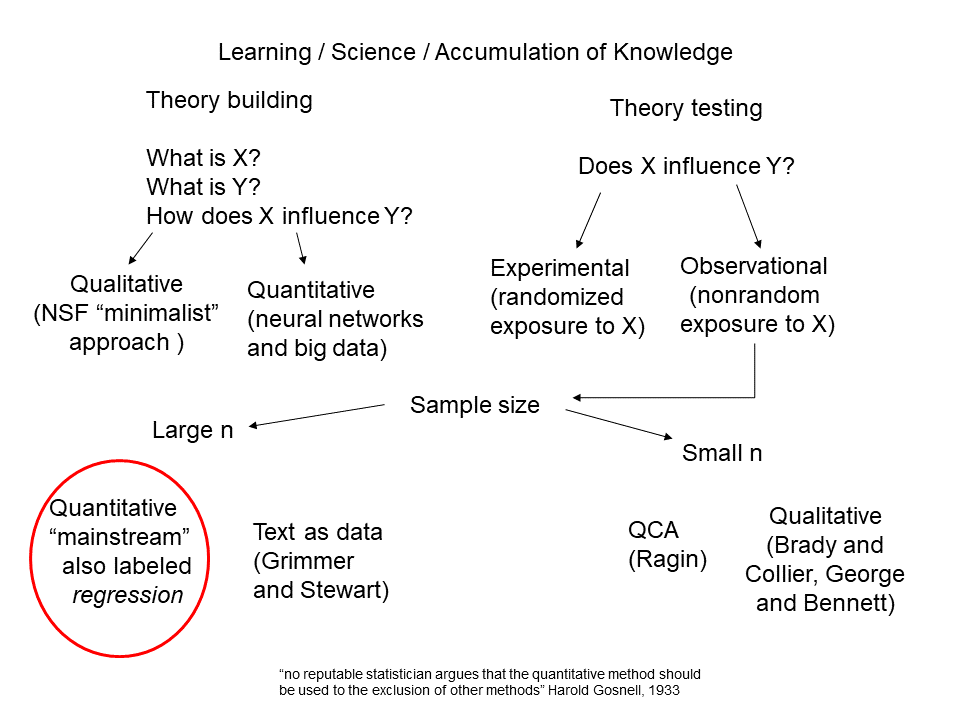 Learning / Science / Accumulation of Knowledge
Theory building
What is X?
What is Y?
How does X influence Y?
Theory testing
Does X influence Y?
Qualitative
(NSF “minimalist”
approach )
Quantitative
(neural networks
and big data)
Experimental
(randomized
exposure to X)
Observational
(nonrandom
exposure to X)
Sample size
Large n
Small n
Quantitative
“mainstream”
also labeled
regression
Text as data
(Grimmer
and Stewart)
QCA
(Ragin)
Qualitative
(Brady and
Collier, George
and Bennett)
“no reputable statistician argues that the quantitative method should
be used to the exclusion of other methods” Harold Gosnell, 1933